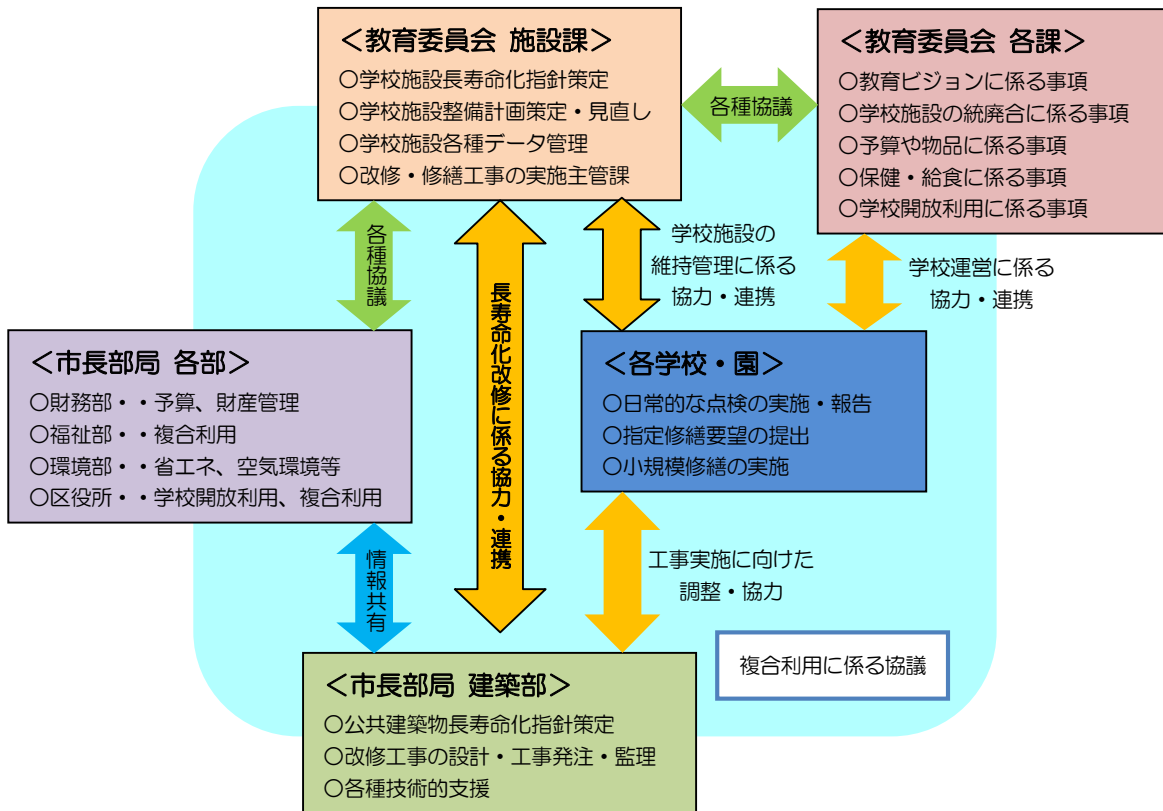 ＜教育委員会 施設課＞
○学校施設長寿命化指針策定
○学校施設整備計画策定・見直し
○学校施設各種データ管理
○改修・修繕工事の実施主管課
各種協議
＜教育委員会 各課＞
○教育ビジョンに係る事項
○学校施設の統廃合に係る事項
○予算や物品に係る事項
○保健・給食に係る事項
○学校開放利用に係る事項
各種協議
長寿命化改修に係る協力・連携
学校施設の
維持管理に係る
協力・連携
学校運営に係る
協力・連携
＜市長部局 各部＞
○財務部・・予算、財産管理
○福祉部・・複合利用
○環境部・・省エネ、空気環境等
○区役所・・学校開放利用、複合利用
＜各学校・園＞
○日常的な点検の実施・報告
○指定修繕要望の提出
○小規模修繕の実施
情報共有
工事実施に向けた
調整・協力
複合利用に係る協議
＜市長部局 建築部＞
○公共建築物長寿命化指針策定
○改修工事の設計・工事発注・監理
○各種技術的支援